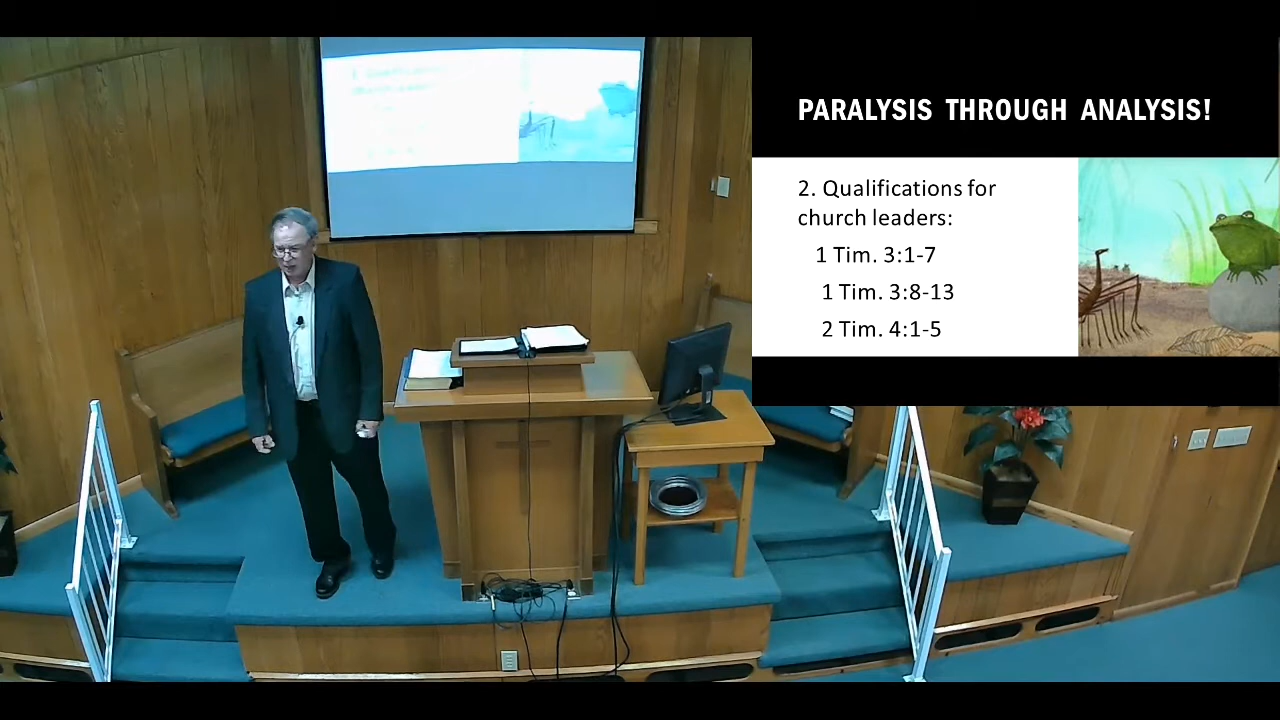 PARALYSIS THROUGH ANALYSIS!
2. Qualifications for
church leaders:
1 Tim. 3:1-7
1 Tim. 3:8-13
2 Tim. 4:1-5